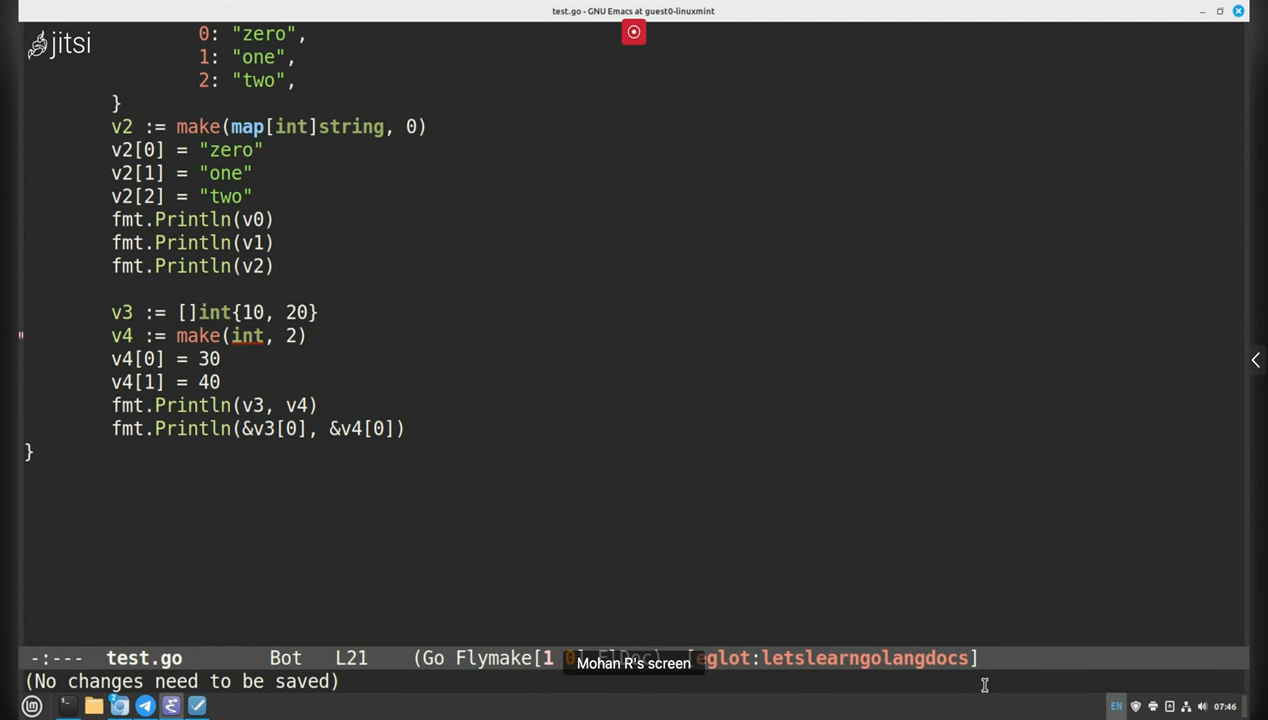 test.go - GNU Emacs at guest0-linuxmint
jitsi
0: "zero",
1: "one",
2: "two",
}
v2 := make(map[int]string, 0)
v2[0] = "zero"
v2[1] = "one"
v2[2] = "two"
fmt.Println(v0)
fmt.Println(v1)
fmt.Println(v2)
v3 := []int{10, 20}
v4 := make(int, 2)
v4[0] = 30
v4[1] = 40
fmt.Println(v3, v4)
fmt.Println(&v3[0], &v4[0])
}
-:--- test.go Bot L21 (Go Flymake[1 0] ElDoc) [eglot:letslearngolangdocs]
Mohan R's screen
(No changes need to be saved)
EN 07:46